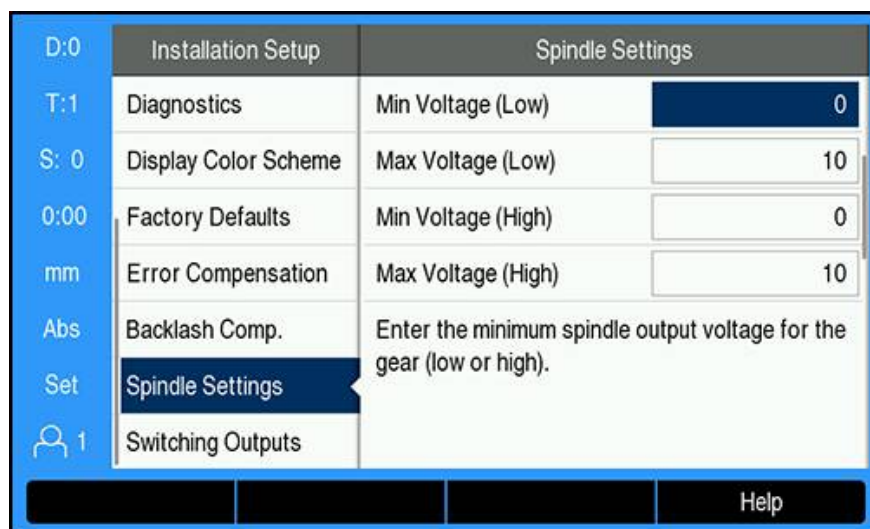 D:0
T:1
S: 0
0:00
mm
Abs
Set
1
Installation Setup
Diagnostics
Display Color Scheme
Factory Defaults
Error Compensation
Backlash Comp.
Spindle Settings
Switching Outputs
Spindle Settings
Min Voltage (Low) 0
Max Voltage (Low) 10
Min Voltage (High) 0
Max Voltage (High) 10
Enter the minimum spindle output voltage for the
gear (low or high).
Help